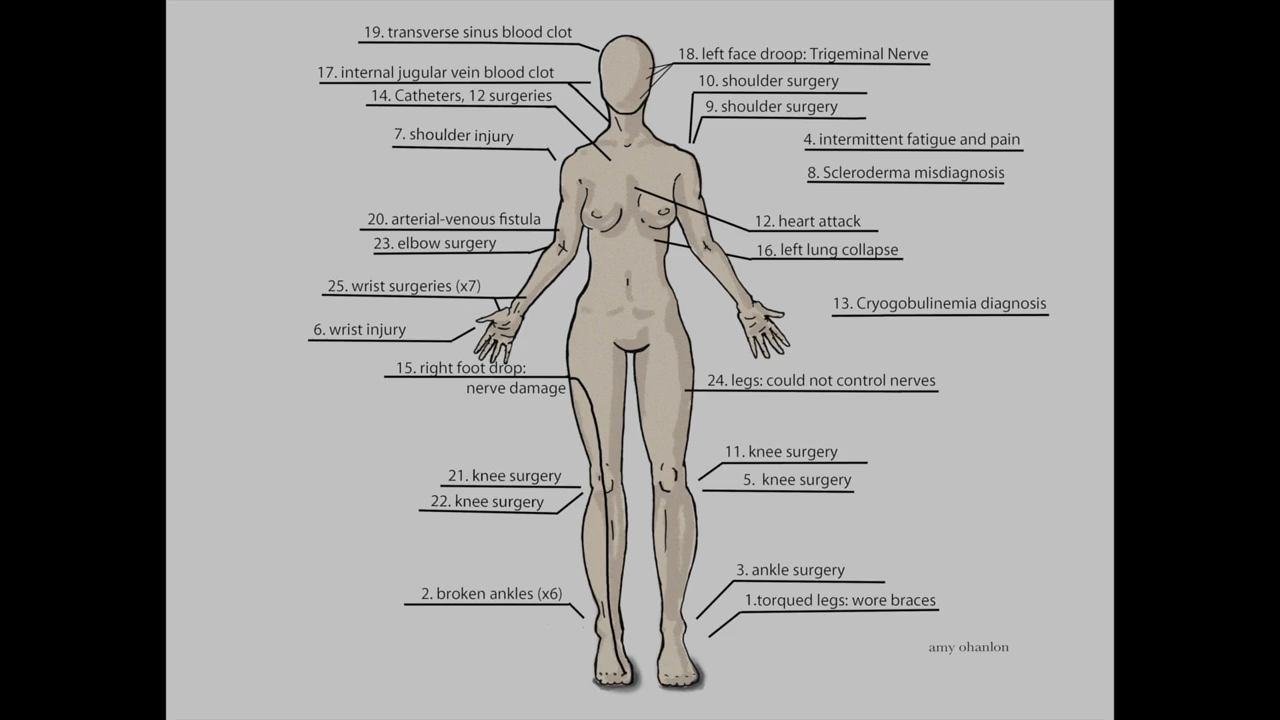 19. transverse sinus blood clot
18. left face droop: Trigeminal Nerve
17. internal jugular vein blood clot
10. shoulder surgery
14. Catheters, 12 surgeries
9. shoulder surgery
7. shoulder injury
4. intermittent fatigue and pain
8. Scleroderma misdiagnosis
20. arterial-venous fistula
12. heart attack
23. elbow surgery
16. left lung collapse
25. wrist surgeries (x7)
13. Cryogobulinemia diagnosis
6. wrist injury
15. right foot drop:
nerve damage
24. legs: could not control nerves
11. knee surgery
21. knee surgery
5. knee surgery
22. knee surgery
3. ankle surgery
2. broken ankles (x6)
1.torqued legs: wore braces
amy ohanlon